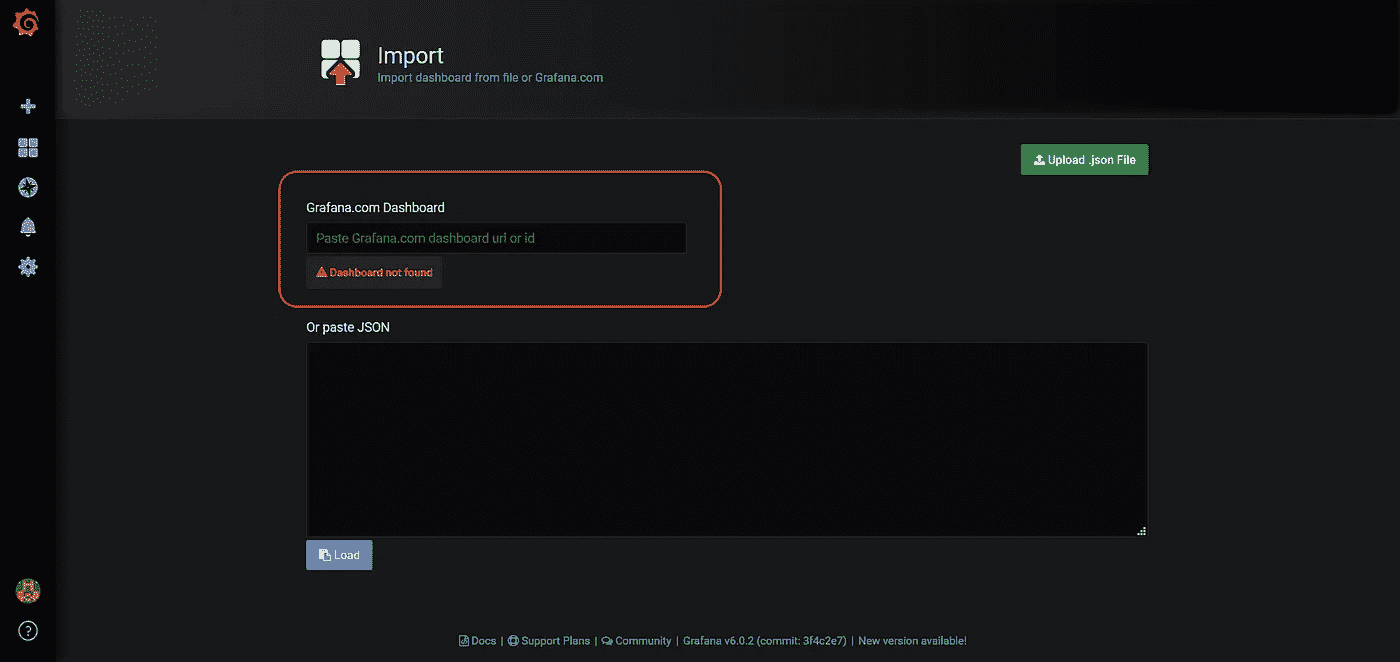 Import
Import dashboard from file or Grafana.com
Upload .json File
Grafana.com Dashboard
Paste Grafana.com dashboard url or id
Dashboard not found
Or paste JSON
Load
Docs | Support Plans | Community | Grafana v6.0.2 (commit: 3f4c2e7) | New version available!